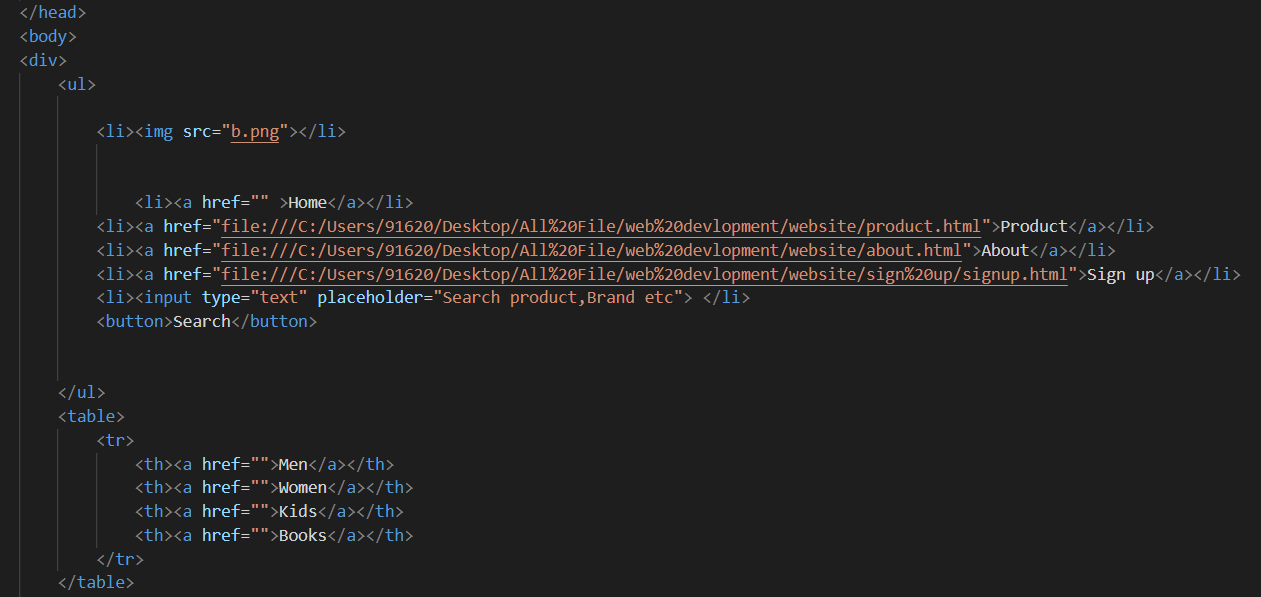 </head>
<body>
<div>
<ul>
<li><img src="b.png"></li>
<li><a href="" >Home</a></li>
<li><a href="file:///C:/Users/91620/Desktop/All%20File/web%20devlopment/website/product.html">Product</a></li>
<li><a href="file:///C:/Users/91620/Desktop/All%20File/web%20devlopment/website/about.html">About</a></li>
<li><a href="file:///C:/Users/91620/Desktop/All%20File/web%20devlopment/website/sign%20up/signup.html">Sign up</a></li>
<li><input type="text" placeholder="Search product,Brand etc"> </li>
<button>Search</button>
</ul>
<table>
<tr>
<th><a href="">Men</a></th>
<th><a href="">Women</a></th>
<th><a href="">Kids</a></th>
<th><a href="">Books</a></th>
</tr>
</table>